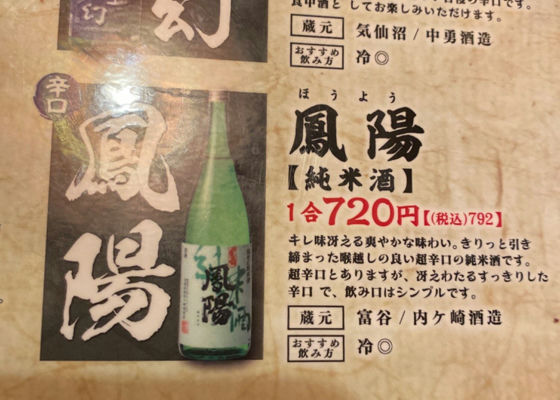 幻
幻
食中酒と してお楽しみいただけます。
蔵元 気仙沼 / 中勇酒造
おすすめ飲み方 冷◎
辛口
鳳陽
鳳陽
ほうよう
鳳陽
【純米酒】
1合720円【(税込)792】
キレ味冴える爽やかな味わい。きりっと引き
締まった喉越しの良い超辛口の純米酒です。
超辛口とありますが、冴えわたるすっきりした
辛口 で、飲み口はシンプルです。
蔵元 富谷 / 内ケ崎酒造
おすすめ飲み方 冷◎